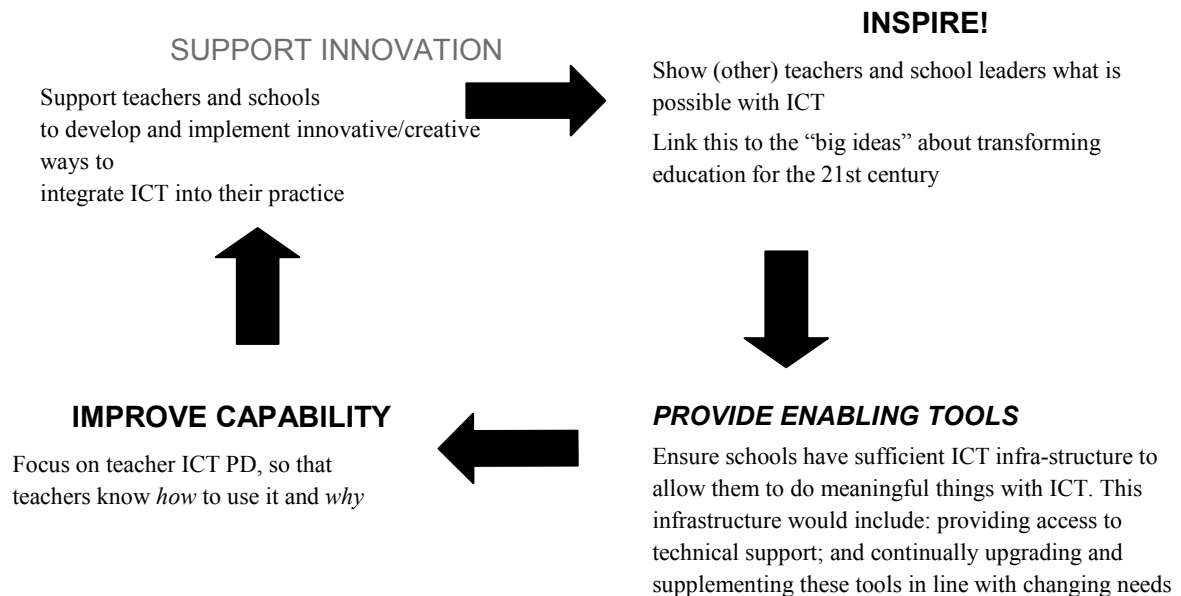 SUPPORT INNOVATION
Support teachers and schools
to develop and implement innovative/creative
ways to
integrate ICT into their practice
INSPIRE!
Show (other) teachers and school leaders what is
possible with ICT
Link this to the “big ideas” about transforming
education for the 21st century
IMPROVE CAPABILITY
Focus on teacher ICT PD, so that
teachers know how to use it and why
PROVIDE ENABLING TOOLS
Ensure schools have sufficient ICT infra-structure to
allow them to do meaningful things with ICT. This
infrastructure would include: providing access to
technical support; and continually upgrading and
supplementing these tools in line with changing needs